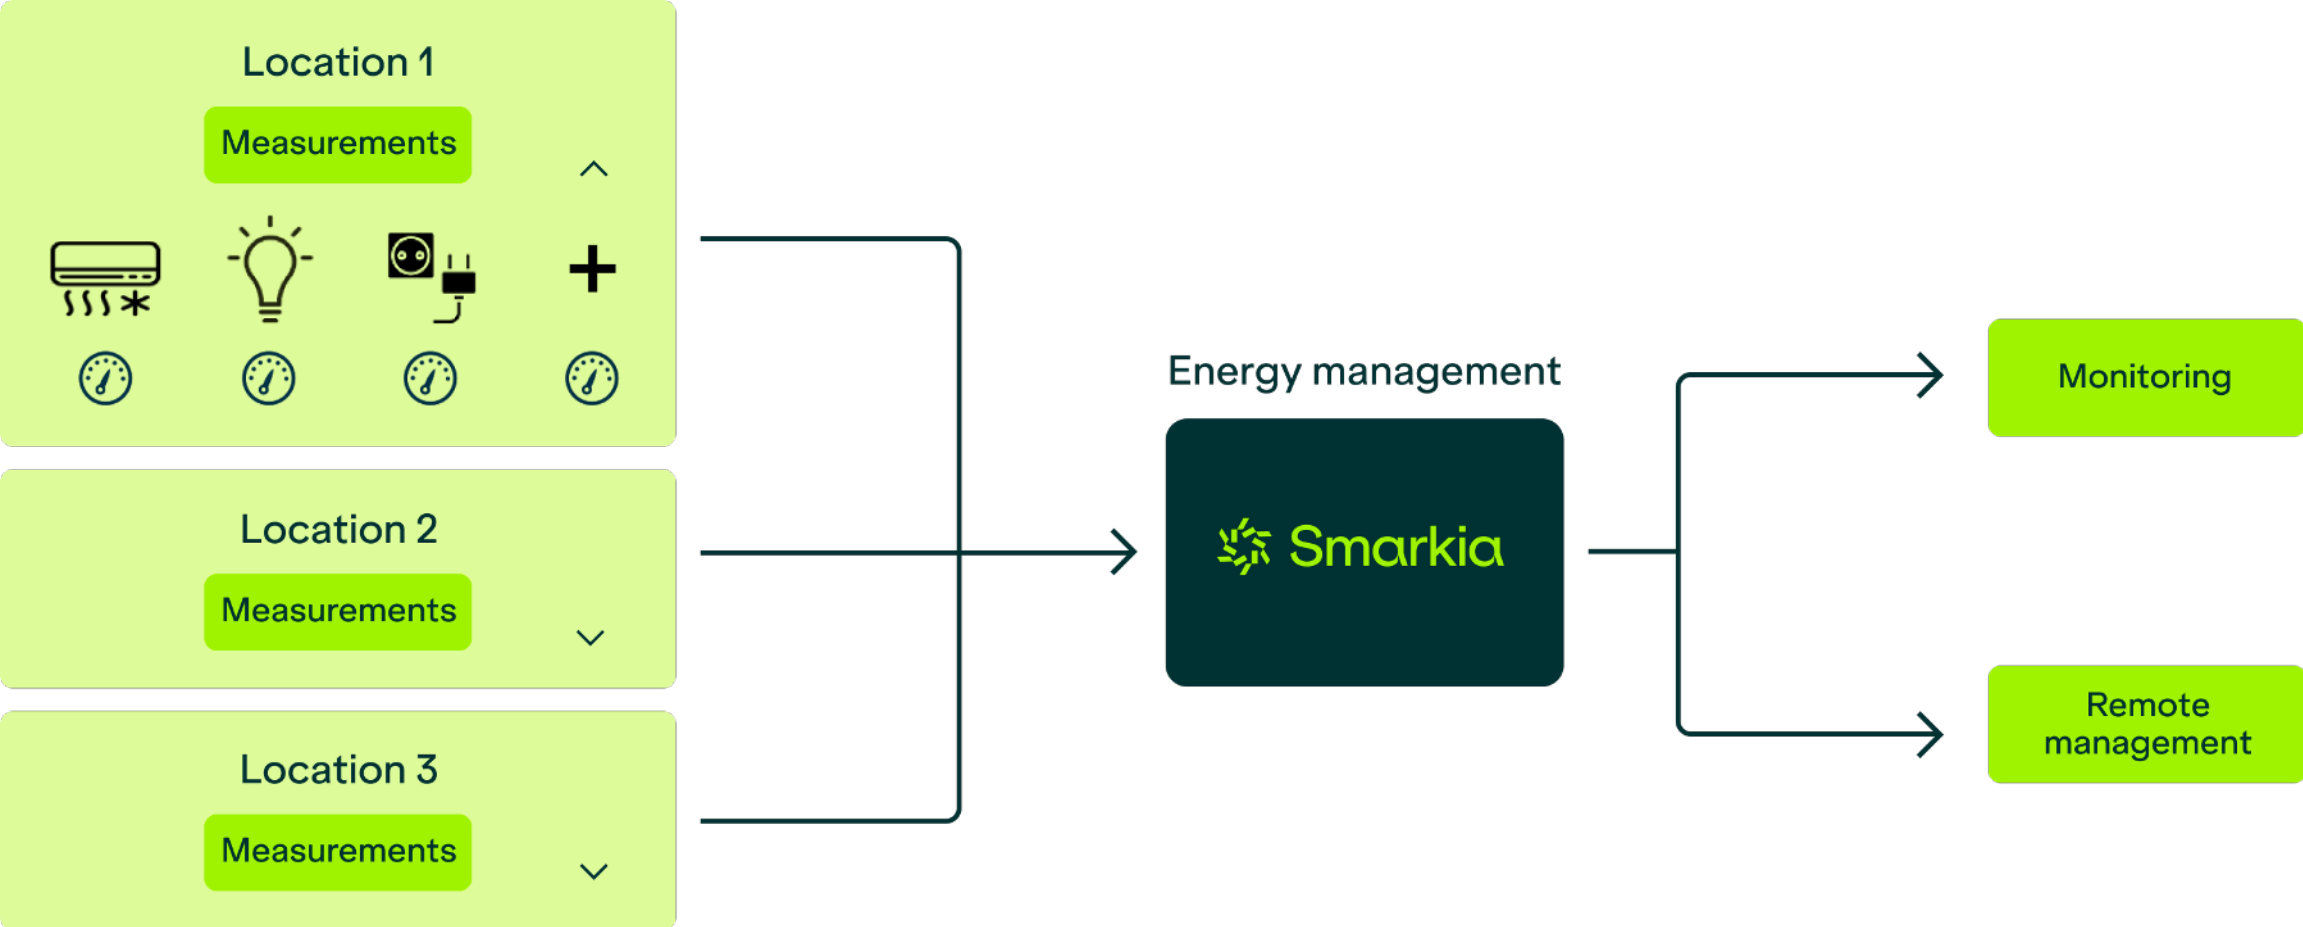 Location 1
Measurements
Location 2
Measurements
Location 3
Measurements
Energy management
Smarkia
Monitoring
Remote
management